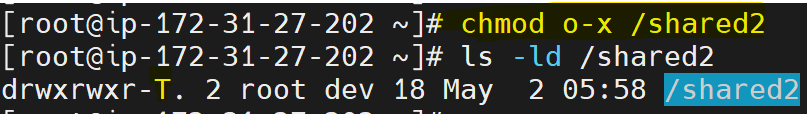 [root@ip-172-31-27-202 ~]# chmod o-x /shared2
[root@ip-172-31-27-202 ~]# ls -ld /shared2
drwxrwxr-T. 2 root dev 18 May  2 05:58 /shared2